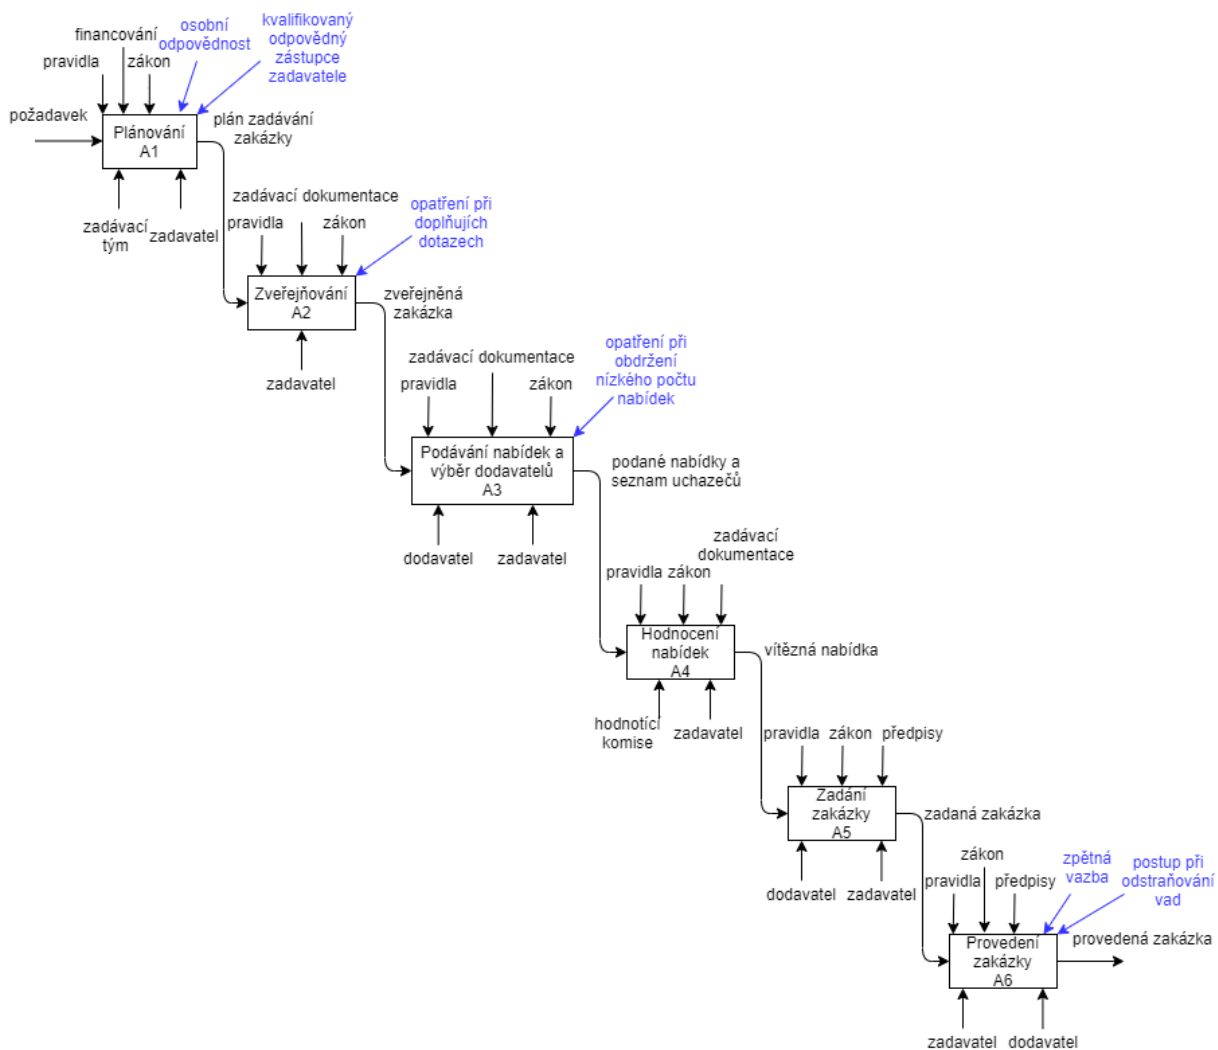 financování
pravidla
zákon
osobní
odpovědnost
kvalifikovaný
odpovědný
zástupce
zadavatele
požadavek
Plánování
A1
plán zadávání
zakázky
zadávací
tým
zadavatel
zadávací dokumentace
pravidla
zákon
opatření při
doplňujích
dotazech
Zveřejňování
A2
zveřejněná
zakázka
zadavatel
zadávací dokumentace
pravidla
zákon
opatření při
obdržení
nízkého počtu
nabídek
Podávání nabídek a
výběr dodavatelů
A3
podané nabídky a
seznam uchazečů
dodavatel
zadavatel
zadávací
dokumentace
pravidla
zákon
Hodnocení
nabídek
A4
vítězná nabídka
hodnotící
komise
zadavatel
pravidla
zákon
předpisy
Zadání
zakázky
A5
zadaná zakázka
dodavatel
zadavatel
zákon
pravidla
předpisy
zpětná
vazba
postup při
odstraňování
vad
Provedení
zakázky
A6
provedená zakázka
zadavatel
dodavatel